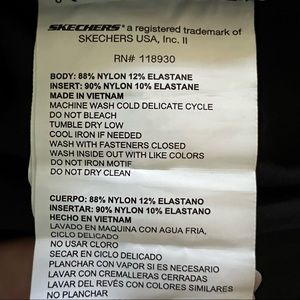 SKECHERS® a registered trademark of
SKECHERS USA, Inc. II
RN# 118930
BODY: 88% NYLON 12% ELASTANE
INSERT: 90% NYLON 10% ELASTANE
MADE IN VIETNAM
MACHINE WASH COLD DELICATE CYCLE
DO NOT BLEACH
TUMBLE DRY LOW
COOL IRON IF NEEDED
WASH WITH FASTENERS CLOSED
WASH INSIDE OUT WITH LIKE COLORS
DO NOT IRON MOTIF
DO NOT DRY CLEAN
CUERPO: 88% NYLON 12% ELASTANO
INSERTAR: 90% NYLON 10% ELASTANO
HECHO EN VIETNAM
LAVADO EN MAQUINA CON AGUA FRIA,
CICLO DELICADO
NO USAR CLORO
SECAR EN CICLO DELICADO
PLANCHAR CON VAPOR SI ES NECESARIO
LAVAR CON CREMALLERAS CERRADAS
LAVAR DEL REVÉS CON COLORES SIMILARES
NO PLANCHAR